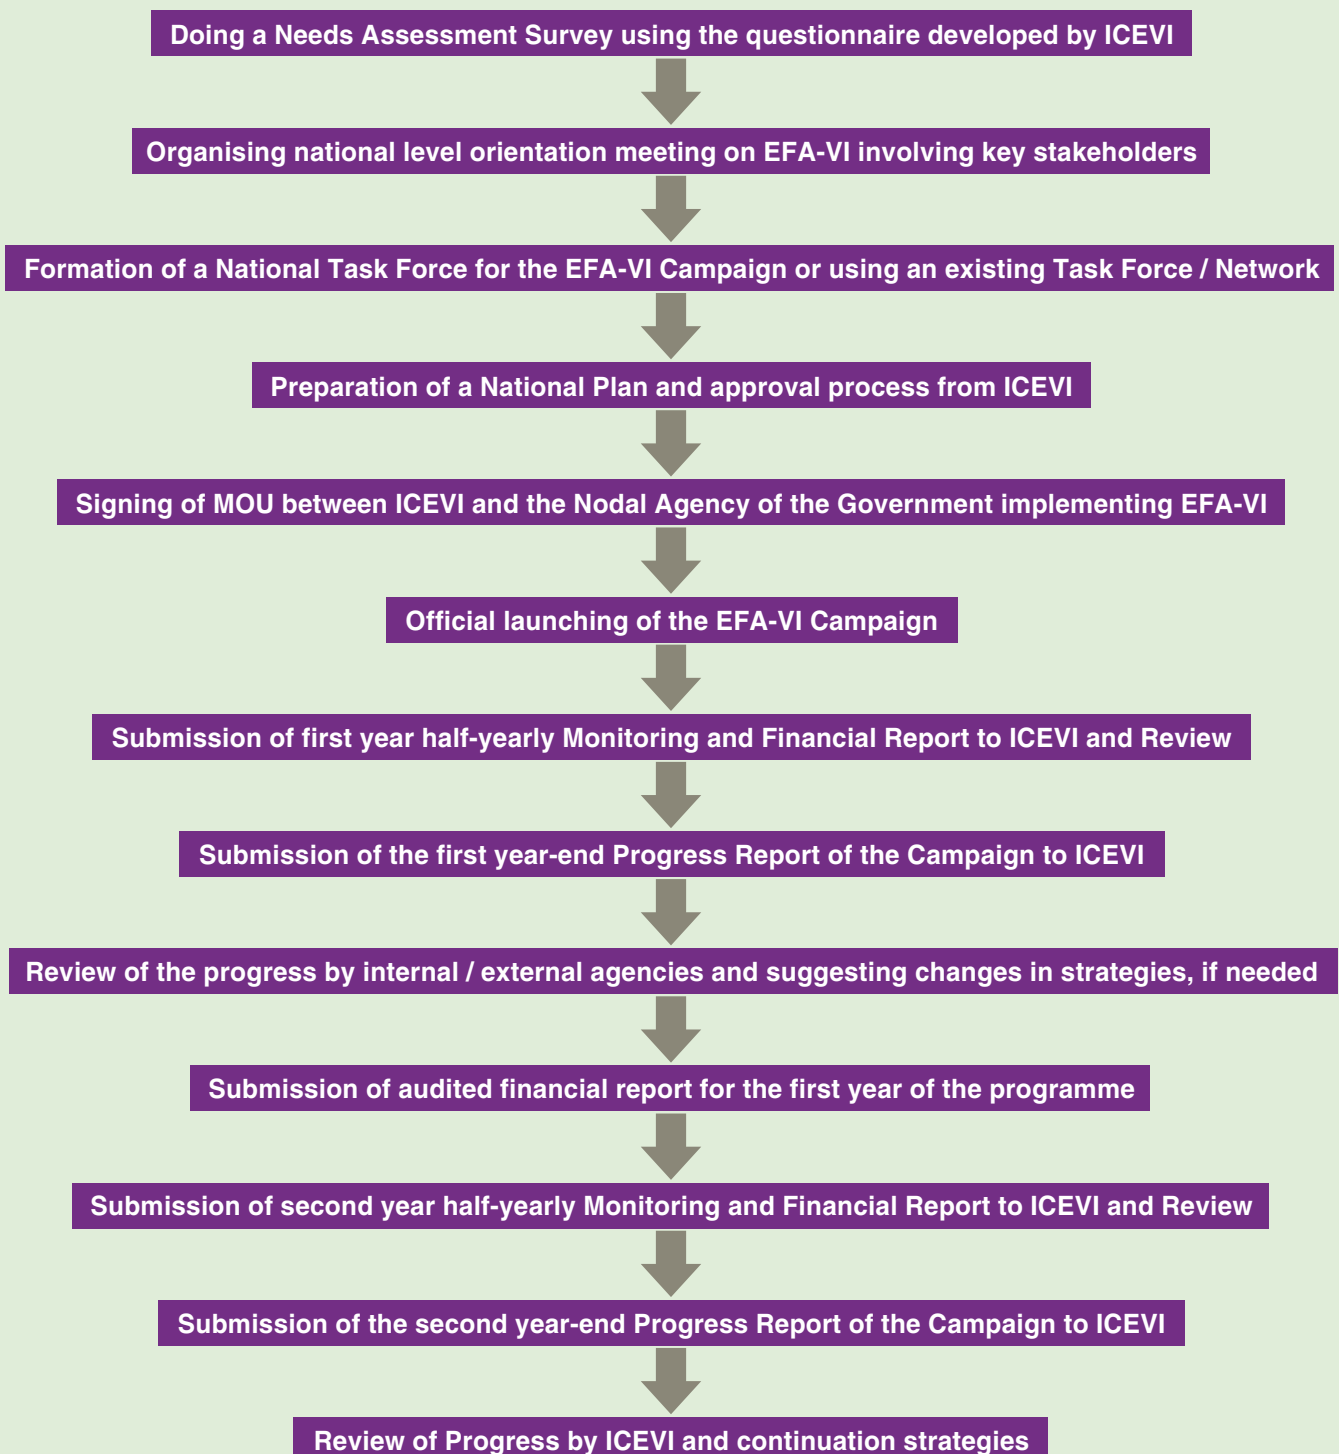 Doing a Needs Assessment Survey using the questionnaire developed by ICEVI
Organising national level orientation meeting on EFA-VI involving key stakeholders
Formation of a National Task Force for the EFA-VI Campaign or using an existing Task Force / Network
Preparation of a National Plan and approval process from ICEVI
Signing of MOU between ICEVI and the Nodal Agency of the Government implementing EFA-VI
Official launching of the EFA-VI Campaign
Submission of first year half-yearly Monitoring and Financial Report to ICEVI and Review
Submission of the first year-end Progress Report of the Campaign to ICEVI
Review of the progress by internal / external agencies and suggesting changes in strategies, if needed
Submission of audited financial report for the first year of the programme
Submission of second year half-yearly Monitoring and Financial Report to ICEVI and Review
Submission of the second year-end Progress Report of the Campaign to ICEVI
Review of Progress by ICEVI and continuation strategies